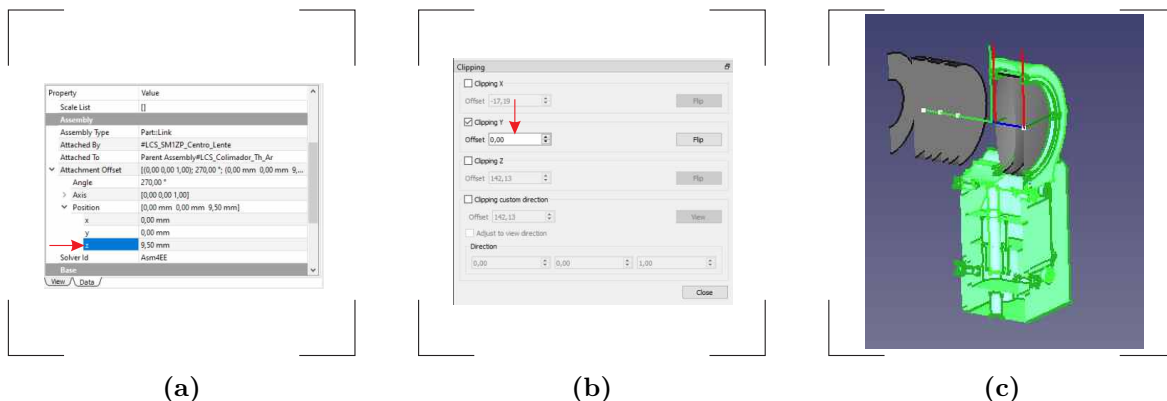 Property Value
Scale List []
Assembly
Assembly Type Part::Link
Attached By #LCS_SM1ZP_Centro_Lente
Attached To Parent Assembly#LCS_Colimador_Th_Ar
Attachment Offset [(0,00 0,00 1,00); 270,00 °; (0,00 mm 0,00 mm 9,...
Angle 270,00 °
Axis [0,00 0,00 1,00]
Position [0,00 mm 0,00 mm 9,50 mm]
x 0,00 mm
y 0,00 mm
z 9,50 mm
Solver Id Asm4EE
Base
View Data
Clipping
Clipping X
Offset -17,19 Flip
Clipping Y
Offset 0,00 Flip
Clipping Z
Offset 142,13 Flip
Clipping custom direction
Offset 142,13 View
Adjust to view direction
Direction
0,00 0,00 1,00
Close
(a) (b) (c)